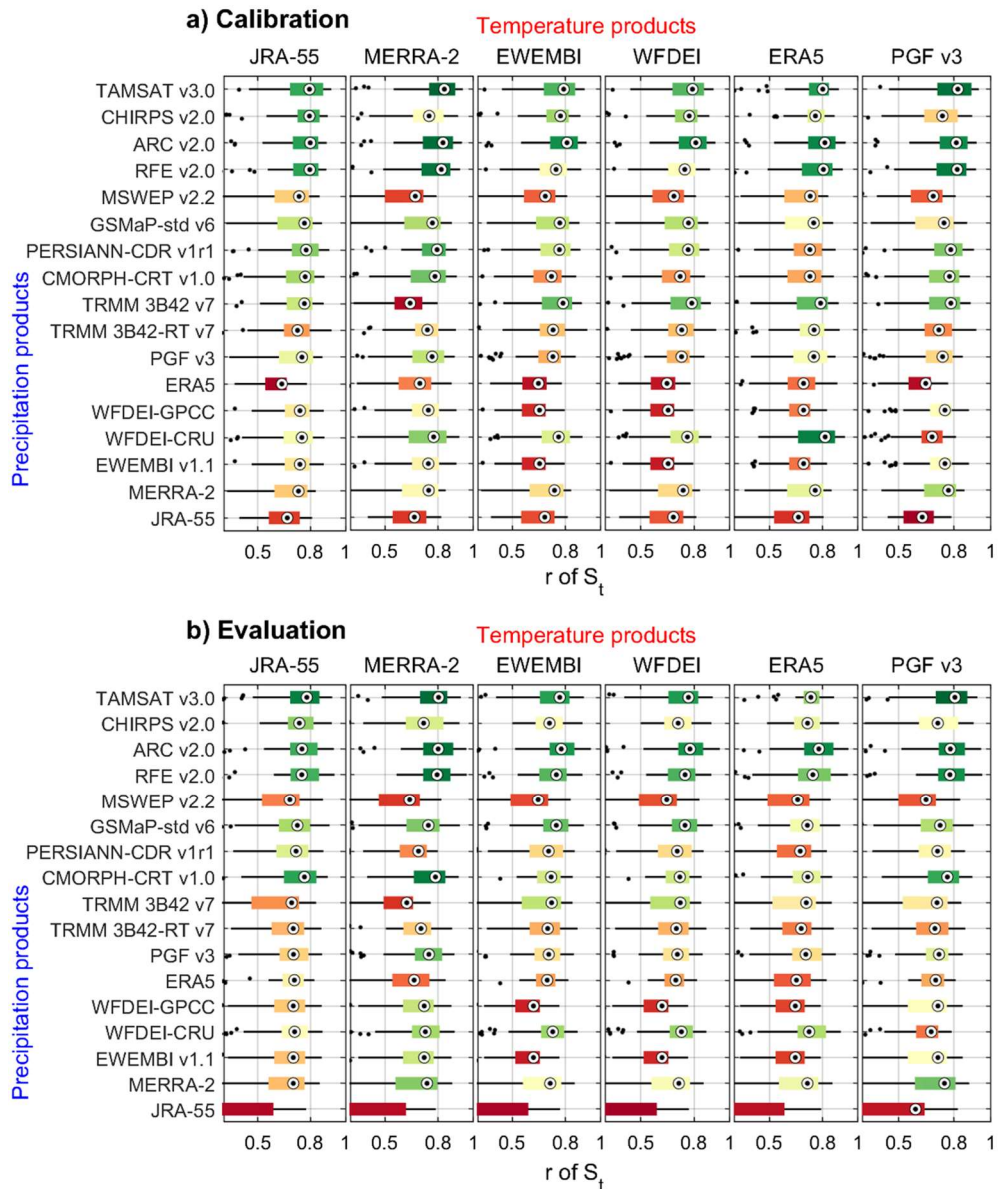 a) Calibration
Temperature products
JRA-55 MERRA-2 EWEMBI WFDEI ERA5 PGF v3
Precipitation products
TAMSAT v3.0
CHIRPS v2.0
ARC v2.0
RFE v2.0
MSWEP v2.2
GSMaP-std v6
PERSIANN-CDR v1r1
CMORPH-CRT v1.0
TRMM 3B42 v7
TRMM 3B42-RT v7
PGF v3
ERA5
WFDEI-GPCC
WFDEI-CRU
EWEMBI v1.1
MERRA-2
JRA-55
0.5 0.8 1 0.5 0.8 1 0.5 0.8 1 0.5 0.8 1 0.5 0.8 1 0.5 0.8 1
r of St
b) Evaluation
Temperature products
JRA-55 MERRA-2 EWEMBI WFDEI ERA5 PGF v3
Precipitation products
TAMSAT v3.0
CHIRPS v2.0
ARC v2.0
RFE v2.0
MSWEP v2.2
GSMaP-std v6
PERSIANN-CDR v1r1
CMORPH-CRT v1.0
TRMM 3B42 v7
TRMM 3B42-RT v7
PGF v3
ERA5
WFDEI-GPCC
WFDEI-CRU
EWEMBI v1.1
MERRA-2
JRA-55
0.5 0.8 1 0.5 0.8 1 0.5 0.8 1 0.5 0.8 1 0.5 0.8 1 0.5 0.8 1
r of St